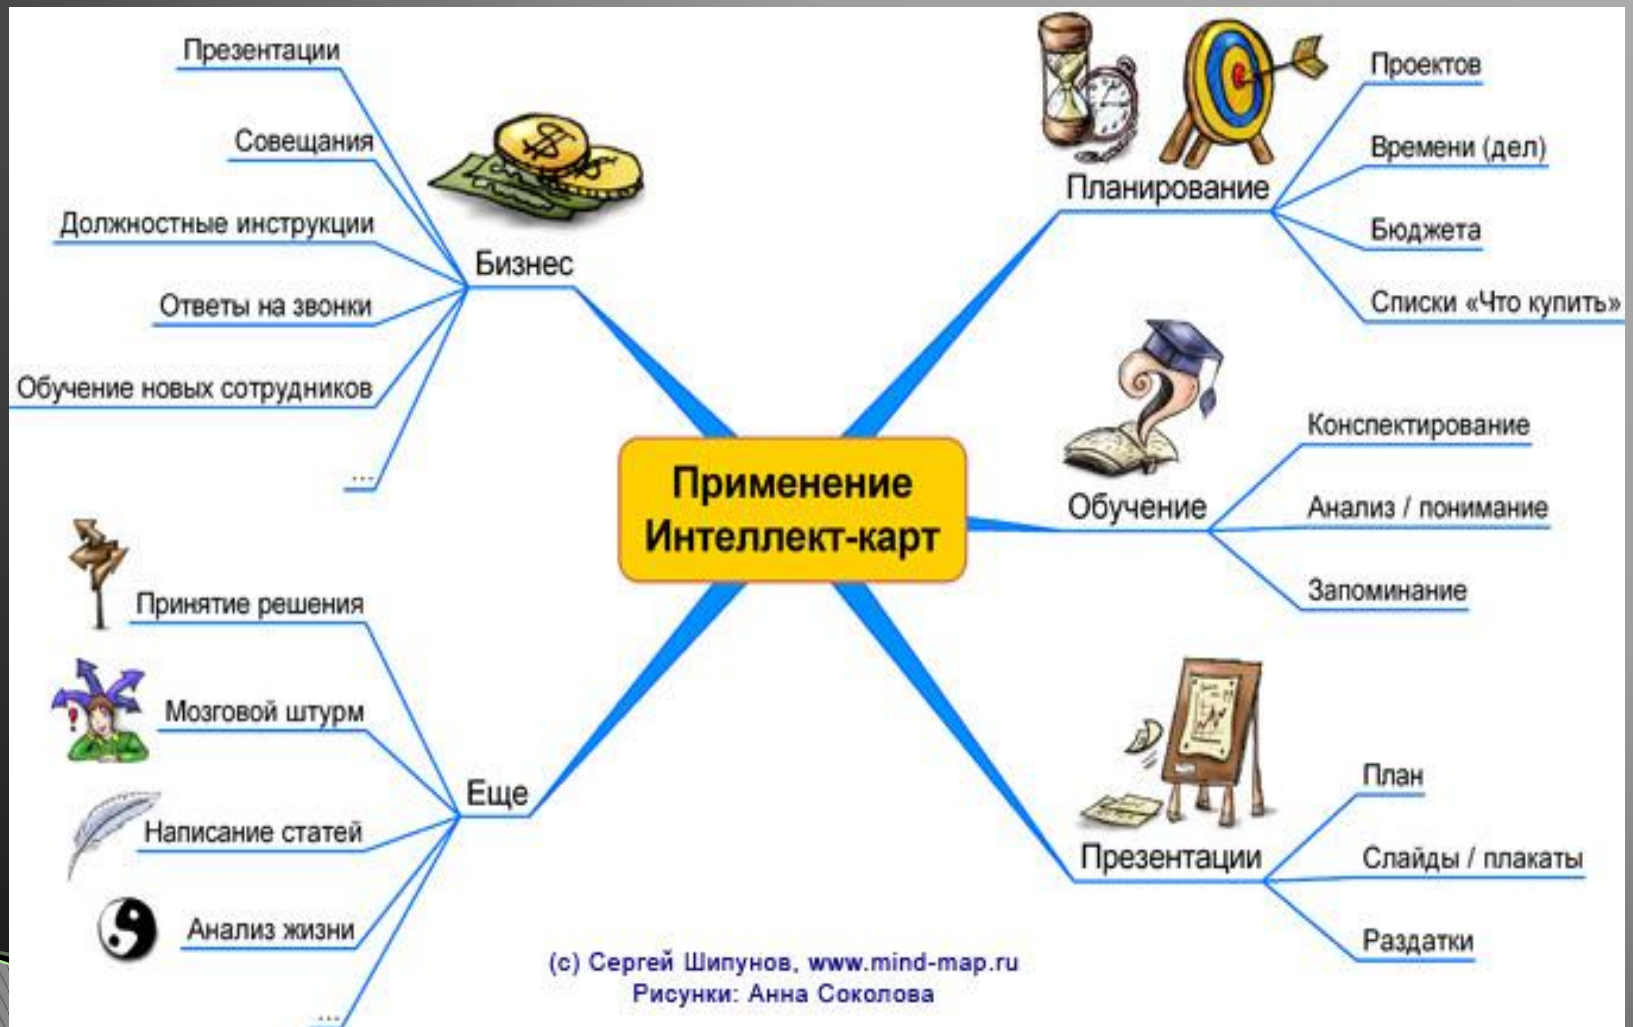 Применение
Интеллект-карт
Планирование
Проектов
Времени (дел)
Бюджета
Списки «Что купить»
Обучение
Конспектирование
Анализ / понимание
Запоминание
Презентации
План
Слайды / плакаты
Раздатки
Бизнес
Презентации
Совещания
Должностные инструкции
Ответы на звонки
Обучение новых сотрудников
...
Еще
Принятие решения
Мозговой штурм
Написание статей
Анализ жизни
...
(с) Сергей Шипунов, www.mind-map.ru
Рисунки: Анна Соколова